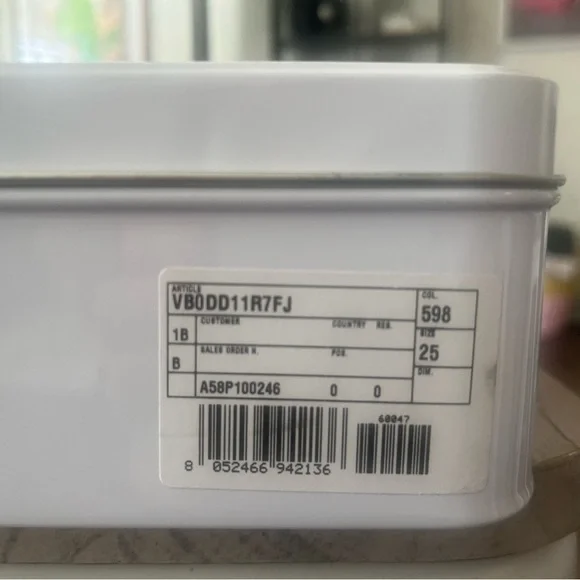 ARTICLE
VB0DD11R7FJ
COL.
598
CUSTOMER COUNTRY RES.
1B
SIZE
25
SALES ORDER N. POS.
B
DIM.
A58P100246 0 0
60047
8 052466 942136